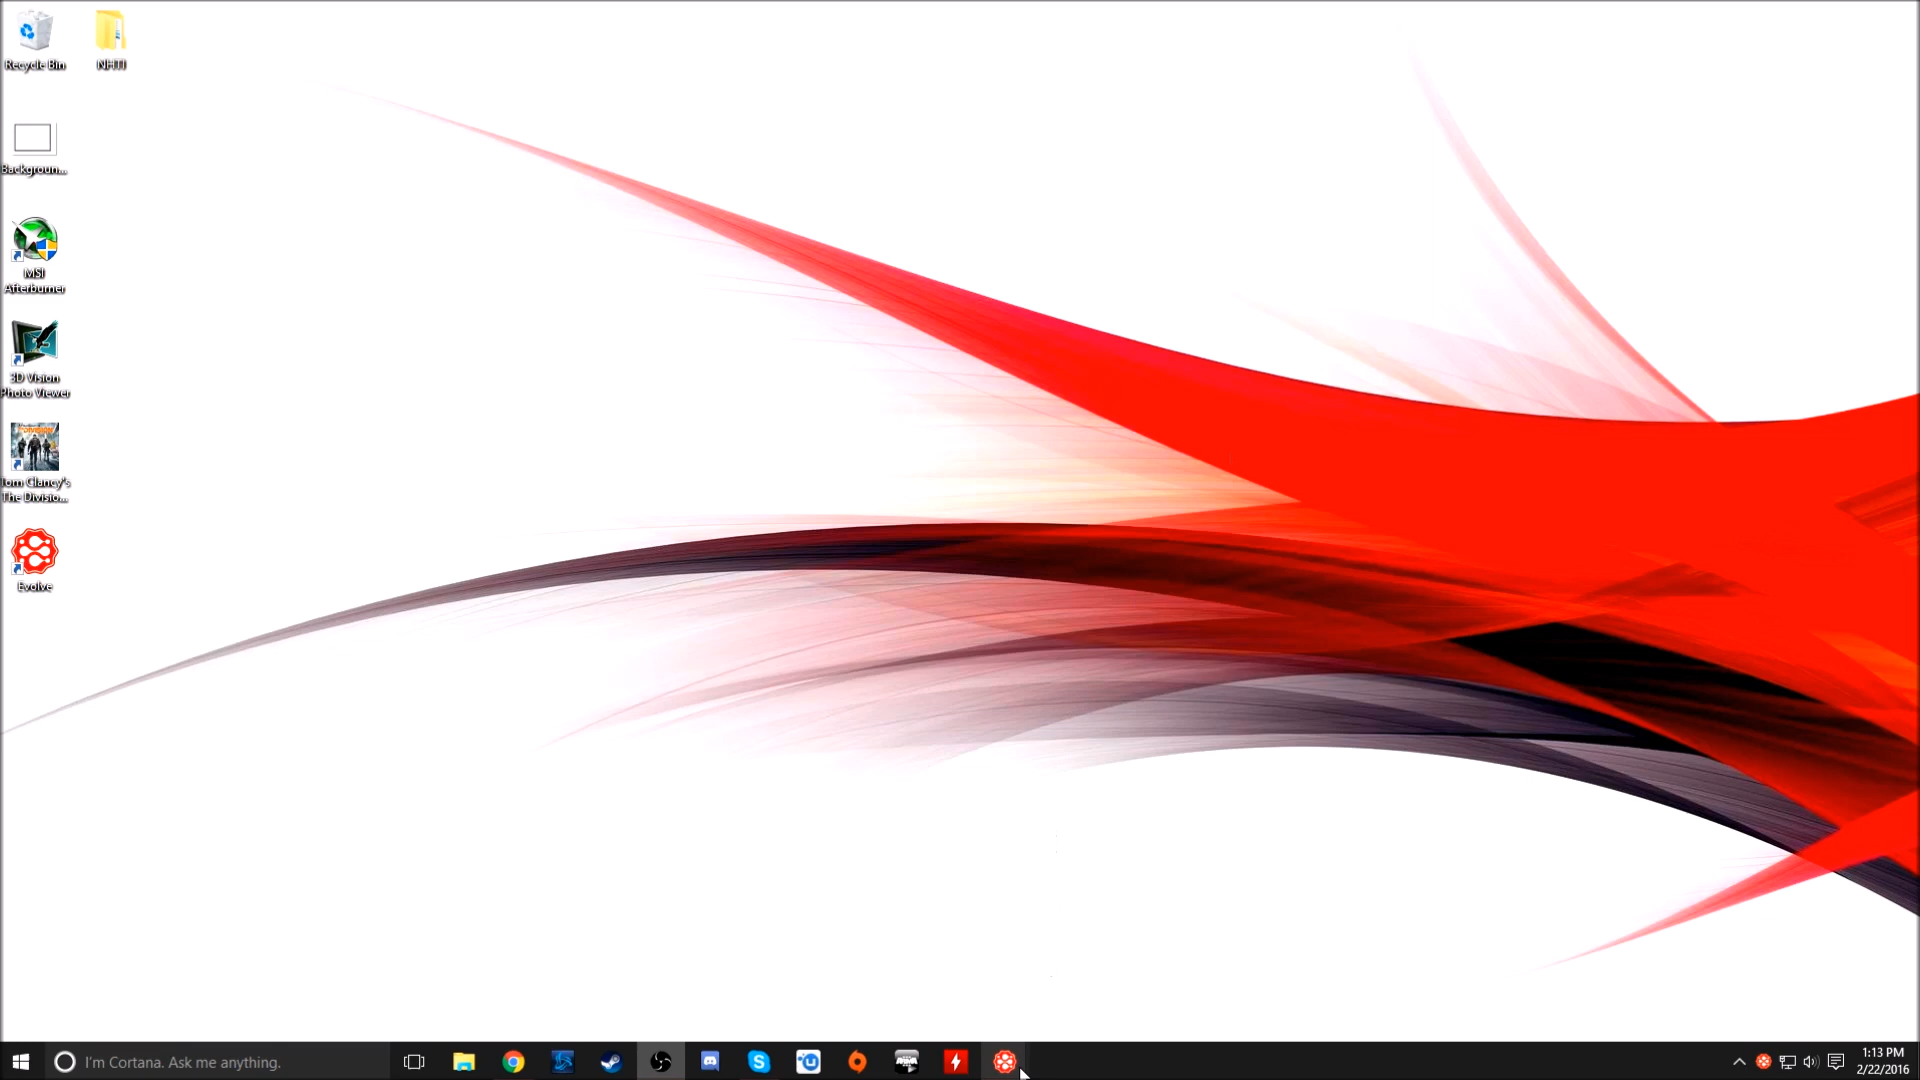 Recycle Bin
NHTI
Backgroun...
MSI
Afterburner
3D Vision
Photo Viewer
Tom Clancy's
The Divisio...
Evolve
I'm Cortana. Ask me anything.
1:13 PM
2/22/2016